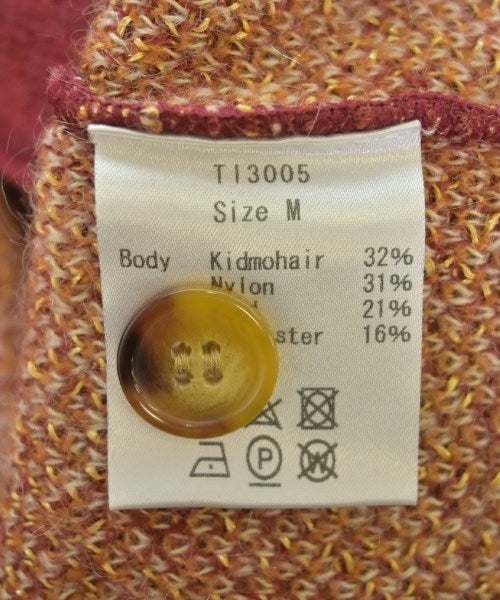 TI3005
Size M
Body Kidmohair 32%
Nylon 31%
21%
16%
P
W